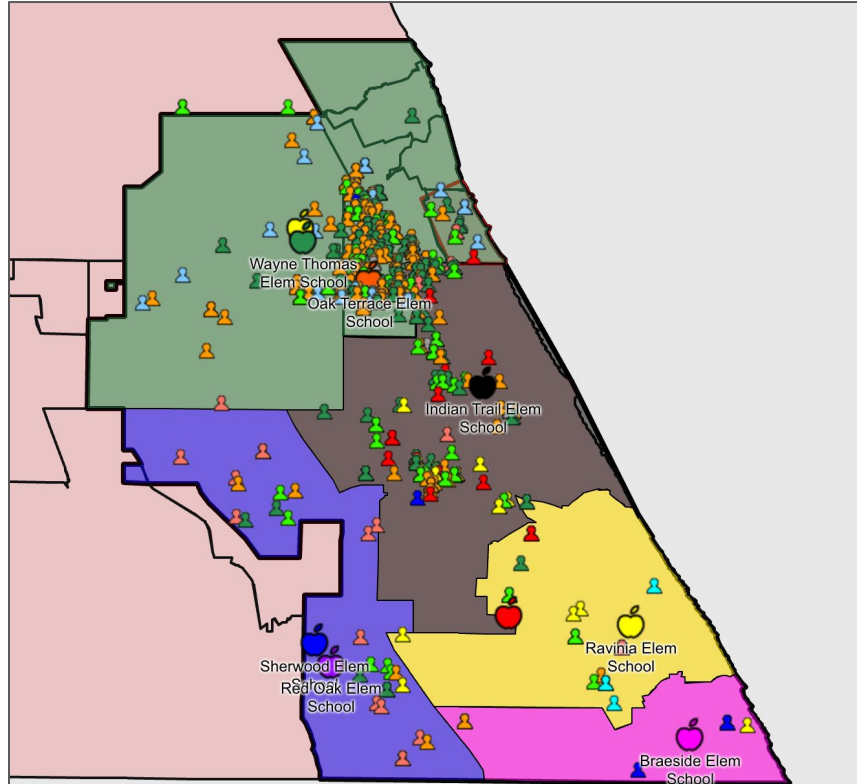 Wayne Thomas
Elem School
Oak Terrace Elem
School
Indian Trail Elem
School
Ravinia Elem
School
Sherwood Elem
School
Red Oak Elem
School
Braeside Elem
School